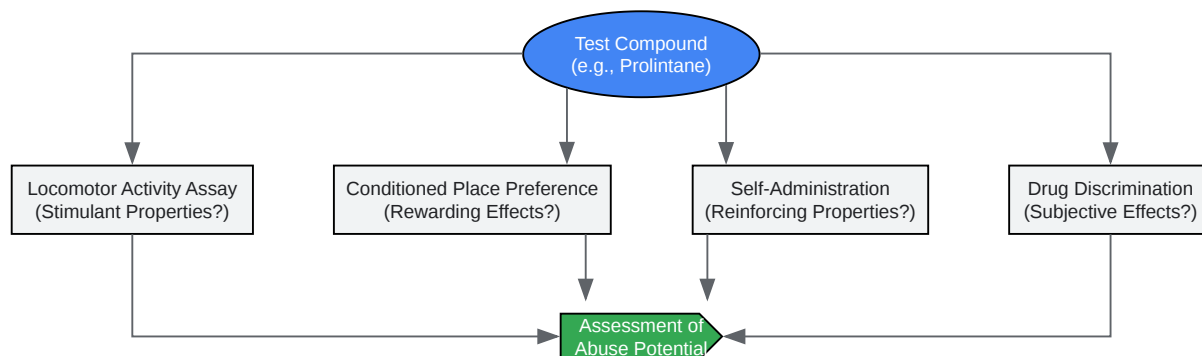 Test Compound
(e.g., Prolintane)
Locomotor Activity Assay
(Stimulant Properties?)
Conditioned Place Preference
(Rewarding Effects?)
Self-Administration
(Reinforcing Properties?)
Drug Discrimination
(Subjective Effects?)
Assessment of
Abuse Potential